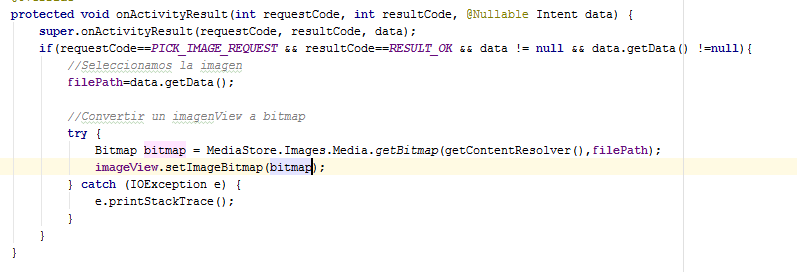 protected void onActivityResult(int requestCode, int resultCode, @Nullable Intent data) {
super.onActivityResult(requestCode, resultCode, data);
if(requestCode==PICK_IMAGE_REQUEST && resultCode==RESULT_OK && data != null && data.getData() !=null){
//Seleccionamos la imagen
filePath=data.getData();
//Convertir un imagenView a bitmap
try {
Bitmap bitmap = MediaStore.Images.Media.getBitmap(getContentResolver(),filePath);
imageView.setImageBitmap(bitmap);
} catch (IOException e) {
e.printStackTrace();
}
}
}